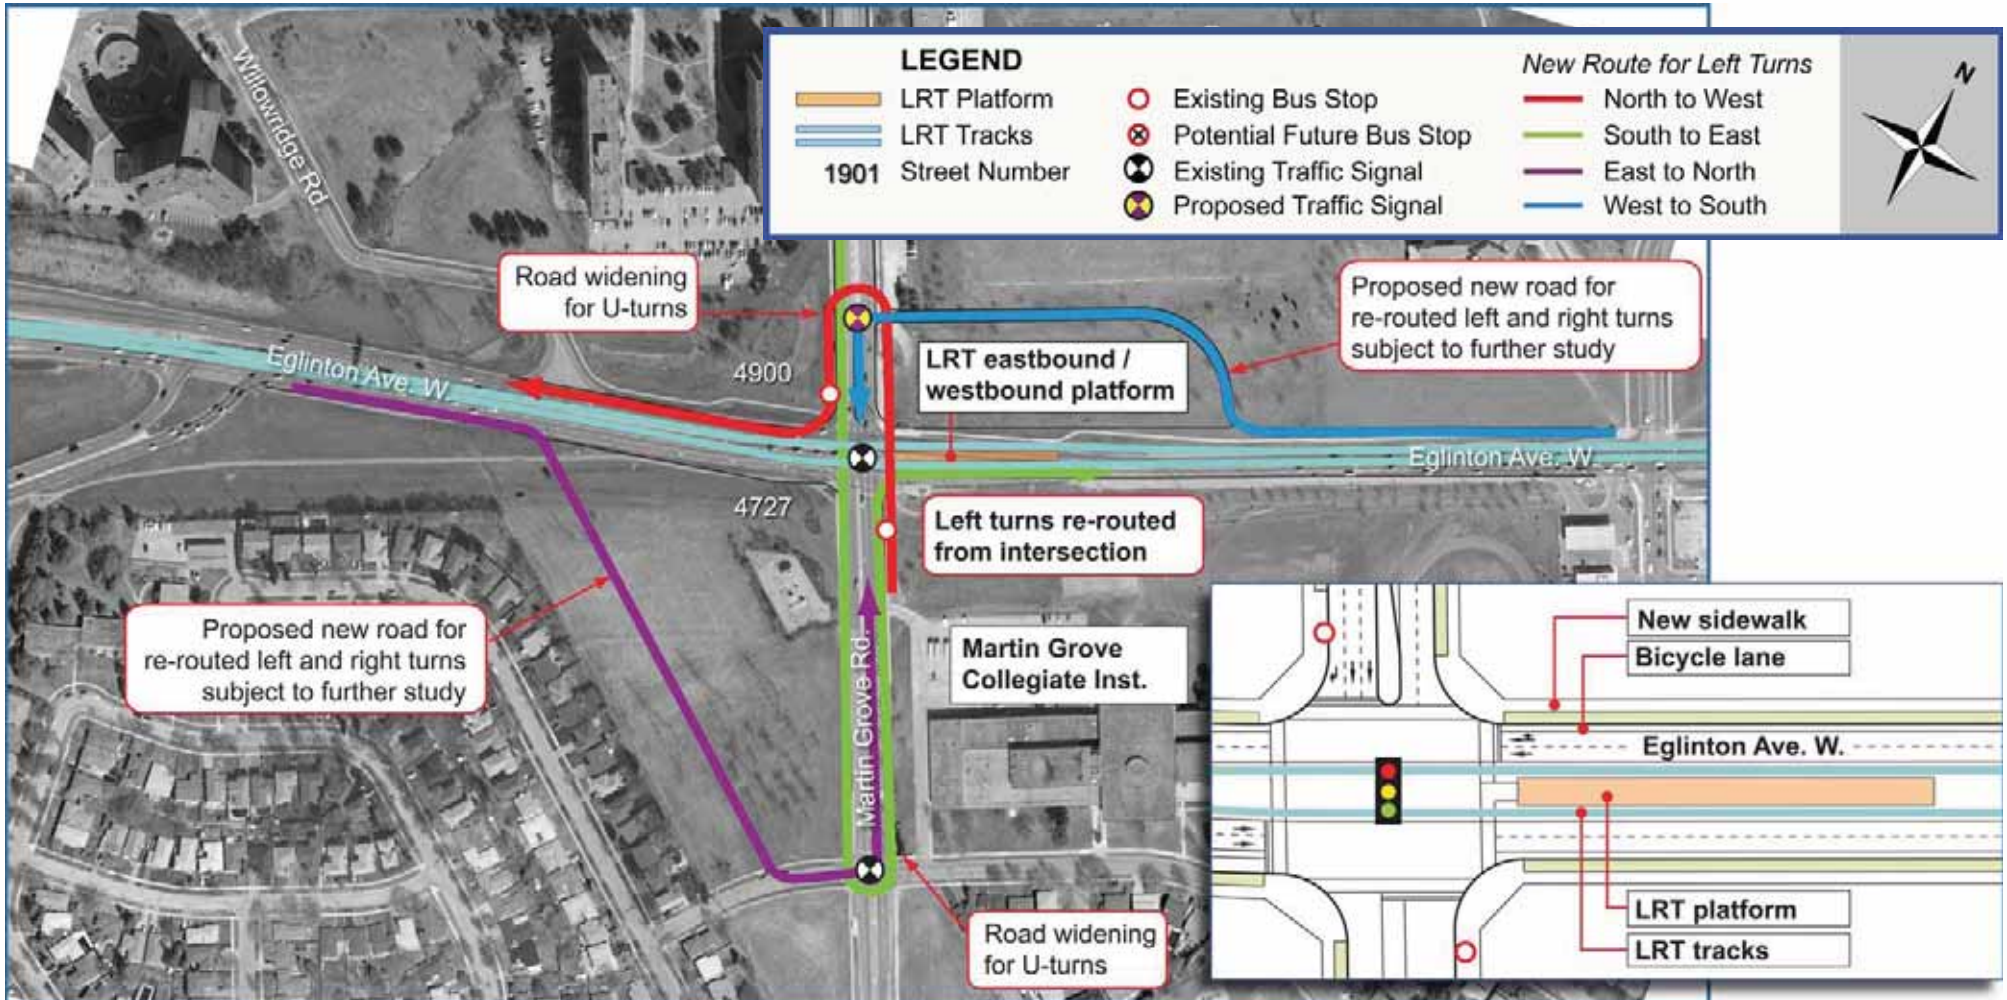 LEGEND
LRT Platform
LRT Tracks
1901 Street Number
Existing Bus Stop
Potential Future Bus Stop
Existing Traffic Signal
Proposed Traffic Signal
New Route for Left Turns
North to West
South to East
East to North
West to South
N
Willowridge Rd.
Road widening
for U-turns
Proposed new road for
re-routed left and right turns
subject to further study
Eglinton Ave. W.
4900
LRT eastbound /
westbound platform
Eglinton Ave. W.
4727
Left turns re-routed
from intersection
Proposed new road for
re-routed left and right turns
subject to further study
Martin Grove Rd.
Martin Grove
Collegiate Inst.
Road widening
for U-turns
New sidewalk
Bicycle lane
Eglinton Ave. W.
LRT platform
LRT tracks